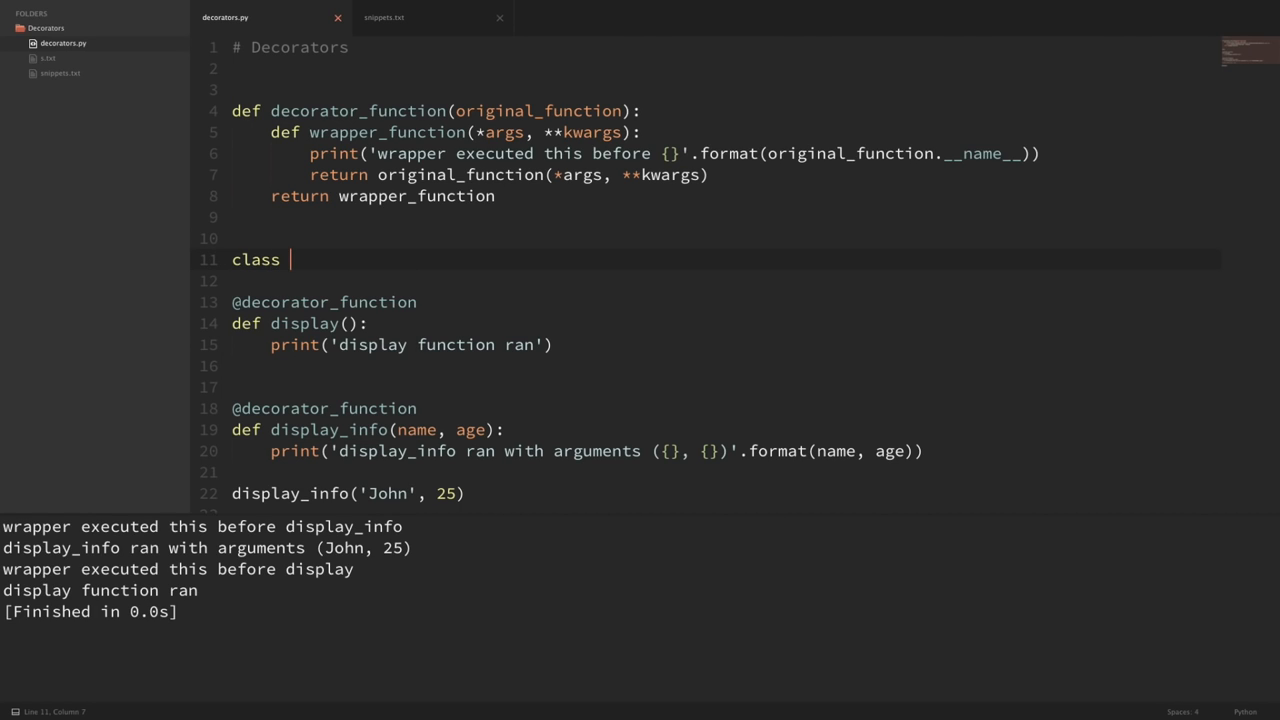 FOLDERS
Decorators
decorators.py
s.txt
snippets.txt
decorators.py
snippets.txt
1 # Decorators
2
3
4 def decorator_function(original_function):
5     def wrapper_function(*args, **kwargs):
6         print('wrapper executed this before {}'.format(original_function.__name__))
7         return original_function(*args, **kwargs)
8     return wrapper_function
9
10
11 class
12
13 @decorator_function
14 def display():
15     print('display function ran')
16
17
18 @decorator_function
19 def display_info(name, age):
20     print('display_info ran with arguments ({}, {})'.format(name, age))
21
22 display_info('John', 25)
wrapper executed this before display_info
display_info ran with arguments (John, 25)
wrapper executed this before display
display function ran
[Finished in 0.0s]
Line 11, Column 7
Spaces: 4
Python